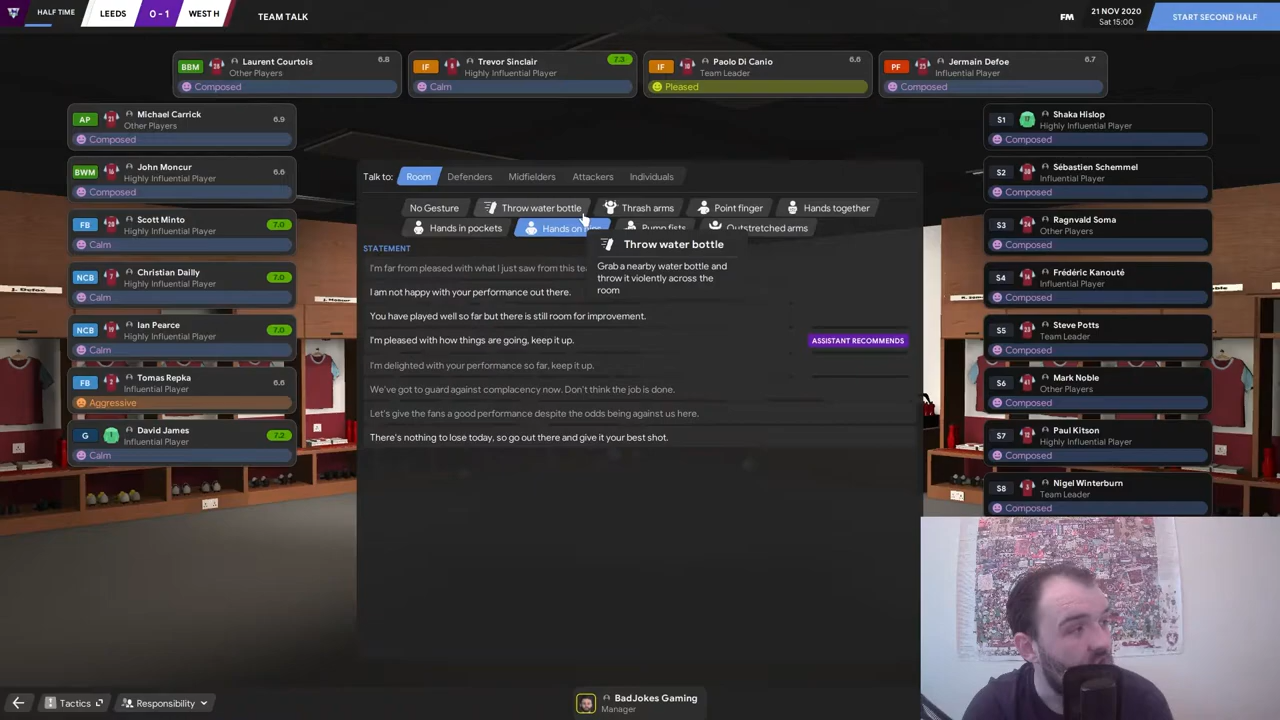 HALF TIME
LEEDS
0 - 1
WEST H
TEAM TALK
FM
21 NOV 2020
Sat 15:00
START SECOND HALF
BBM
Laurent Courtois
6.8
Other Players
Composed
IF
Trevor Sinclair
7.3
Highly Influential Player
Calm
IF
Paolo Di Canio
6.6
Team Leader
Pleased
PF
Jermain Defoe
6.7
Influential Player
Composed
AP
Michael Carrick
6.9
Other Players
Composed
BWM
John Moncur
6.6
Highly Influential Player
Composed
FB
Scott Minto
7.0
Highly Influential Player
Calm
NCB
Christian Dailly
7.0
Highly Influential Player
Calm
NCB
Ian Pearce
7.0
Highly Influential Player
Calm
FB
Tomas Repka
6.6
Influential Player
Aggressive
G
David James
7.2
Influential Player
Calm
Talk to:
Room
Defenders
Midfielders
Attackers
Individuals
No Gesture
Throw water bottle
Thrash arms
Point finger
Hands together
Hands in pockets
Hands on hips
Pump fists
Outstretched arms
Throw water bottle
Grab a nearby water bottle and
throw it violently across the
room
STATEMENT
I'm far from pleased with what I just saw from this
I am not happy with your performance out there.
You have played well so far but there is still room for improvement.
I'm pleased with how things are going, keep it up.
ASSISTANT RECOMMENDS
I'm delighted with your performance so far, keep it up.
We've got to guard against complacency now. Don't think the job is done.
Let's give the fans a good performance despite the odds being against us here.
There's nothing to lose today, so go out there and give it your best shot.
S1
Shaka Hislop
Highly Influential Player
Composed
S2
Sébastien Schemmel
Highly Influential Player
Composed
S3
Ragnvald Soma
Other Players
Composed
S4
Frédéric Kanouté
Highly Influential Player
Composed
S5
Steve Potts
Team Leader
Composed
S6
Mark Noble
Other Players
Composed
S7
Paul Kitson
Highly Influential Player
Composed
S8
Nigel Winterburn
Team Leader
Composed
Tactics
Responsibility
BadJokes Gaming
Manager